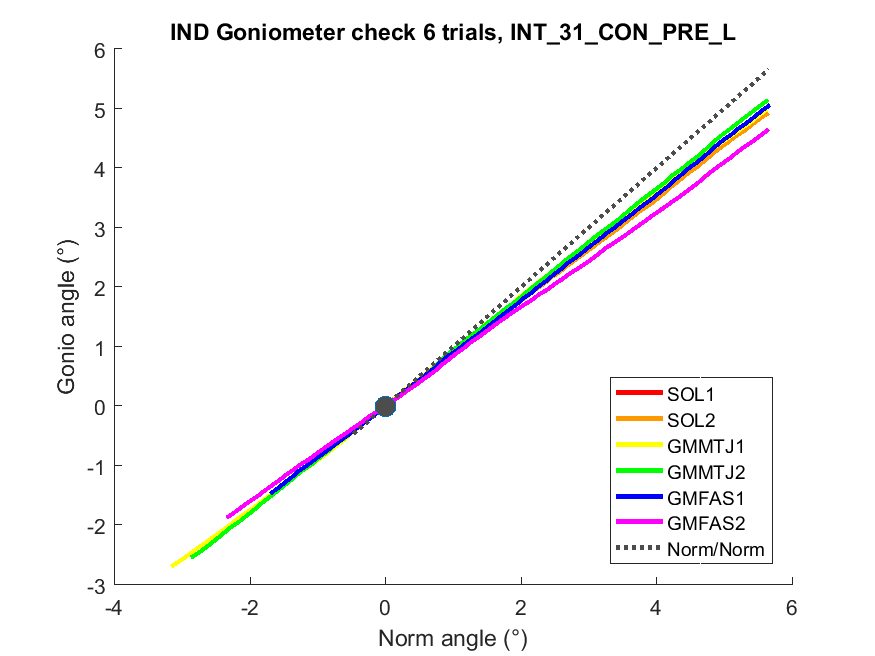 IND Goniometer check 6 trials, INT_31_CON_PRE_L
6
5
4
3
2
1
0
-1
-2
-3
Gonio angle (°)
-4
-2
0
2
4
6
Norm angle (°)
SOL1
SOL2
GMMTJ1
GMMTJ2
GMFAS1
GMFAS2
Norm/Norm